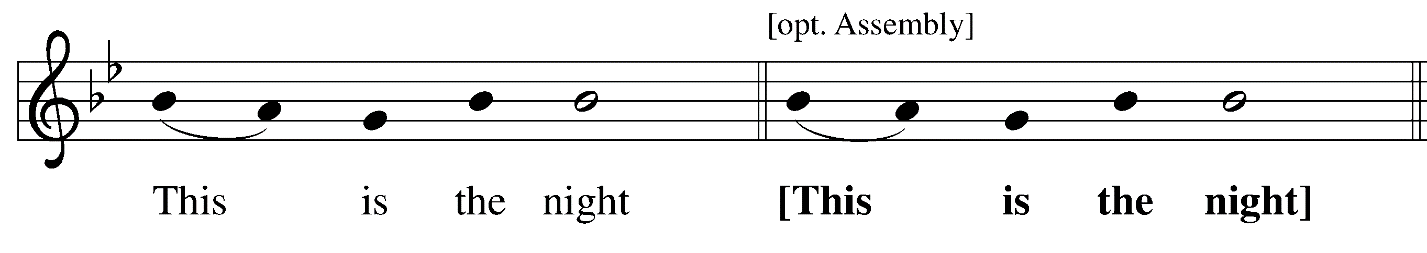 [opt. Assembly]
This is the night [This is the night]